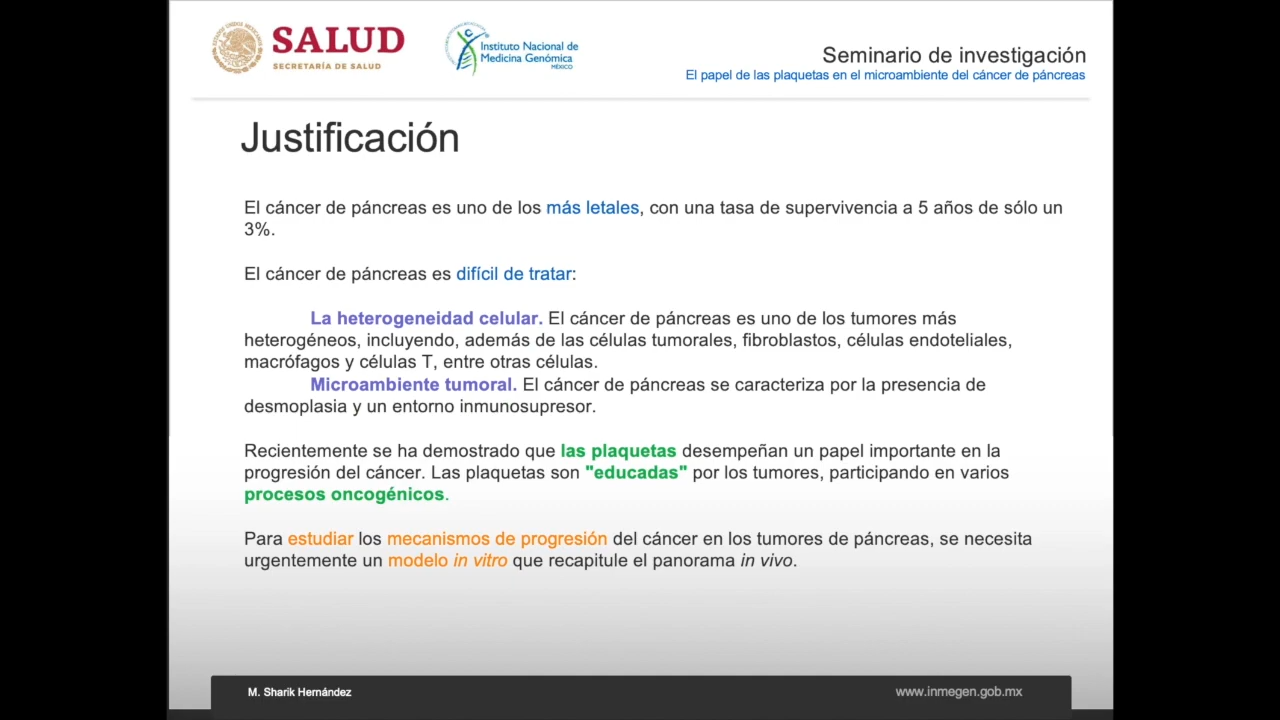 SALUD
SECRETARÍA DE SALUD
Instituto Nacional de
Medicina Genómica
MÉXICO
Seminario de investigación
El papel de las plaquetas en el microambiente del cáncer de páncreas
Justificación
El cáncer de páncreas es uno de los más letales, con una tasa de supervivencia a 5 años de sólo un
3%.
El cáncer de páncreas es difícil de tratar:
La heterogeneidad celular. El cáncer de páncreas es uno de los tumores más
heterogéneos, incluyendo, además de las células tumorales, fibroblastos, células endoteliales,
macrófagos y células T, entre otras células.
Microambiente tumoral. El cáncer de páncreas se caracteriza por la presencia de
desmoplasia y un entorno inmunosupresor.
Recientemente se ha demostrado que las plaquetas desempeñan un papel importante en la
progresión del cáncer. Las plaquetas son "educadas" por los tumores, participando en varios
procesos oncogénicos.
Para estudiar los mecanismos de progresión del cáncer en los tumores de páncreas, se necesita
urgentemente un modelo in vitro que recapitule el panorama in vivo.
M. Sharik Hernández
www.inmegen.gob.mx